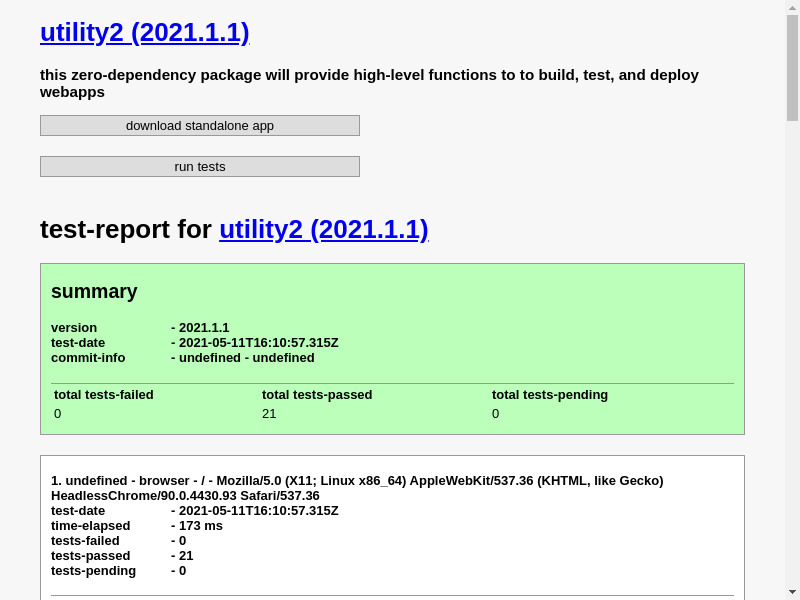 utility2 (2021.1.1)
this zero-dependency package will provide high-level functions to to build, test, and deploy
webapps
download standalone app
run tests
test-report for utility2 (2021.1.1)
summary
version - 2021.1.1
test-date - 2021-05-11T16:10:57.315Z
commit-info - undefined - undefined
total tests-failed total tests-passed total tests-pending
0 21 0
1. undefined - browser - / - Mozilla/5.0 (X11; Linux x86_64) AppleWebKit/537.36 (KHTML, like Gecko)
HeadlessChrome/90.0.4430.93 Safari/537.36
test-date - 2021-05-11T16:10:57.315Z
time-elapsed - 173 ms
tests-failed - 0
tests-passed - 21
tests-pending - 0